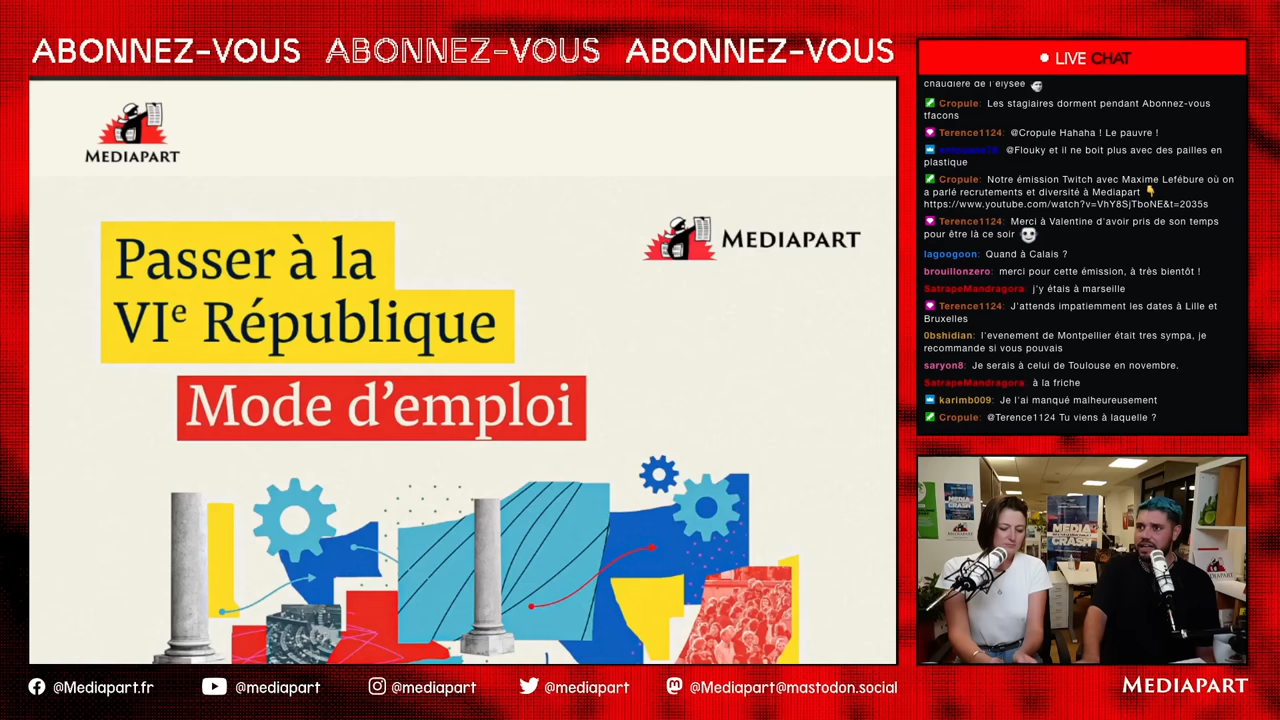 ABONNEZ-VOUS ABONNEZ-VOUS ABONNEZ-VOUS
MEDIAPART
MEDIAPART
Passer à la
VIe République
Mode d'emploi
LIVE CHAT
chaudière de l'élysée
Cropule: Les stagiaires dorment pendant Abonnez-vous
tfacons
Terence1124: @Cropule Hahaha ! Le pauvre !
@Flouky et il ne boit plus avec des pailles en
plastique
Cropule: Notre émission Twitch avec Maxime Lefébure où on
a parlé recrutements et diversité à Mediapart
https://www.youtube.com/watch?v=VhY8SjTboNE&t=2035s
Terence1124: Merci à Valentine d'avoir pris de son temps
pour être là ce soir
lagoogoon: Quand à Calais ?
brouillonzero: merci pour cette émission, à très bientôt !
SatrapeMandragora: j'y étais à marseille
Terence1124: J'attends impatiemment les dates à Lille et
Bruxelles
0bshidian: l'evenement de Montpellier était tres sympa, je
recommande si vous pouvais
saryon8: Je serais à celui de Toulouse en novembre.
SatrapeMandragora: à la friche
karimb009: Je l'ai manqué malheureusement
Cropule: @Terence1124 Tu viens à laquelle ?
MEDIA
CRASH
MEDIA
CRASH
@Mediapart.fr
@mediapart
@mediapart
@mediapart
@Mediapart@mastodon.social
MEDIAPART